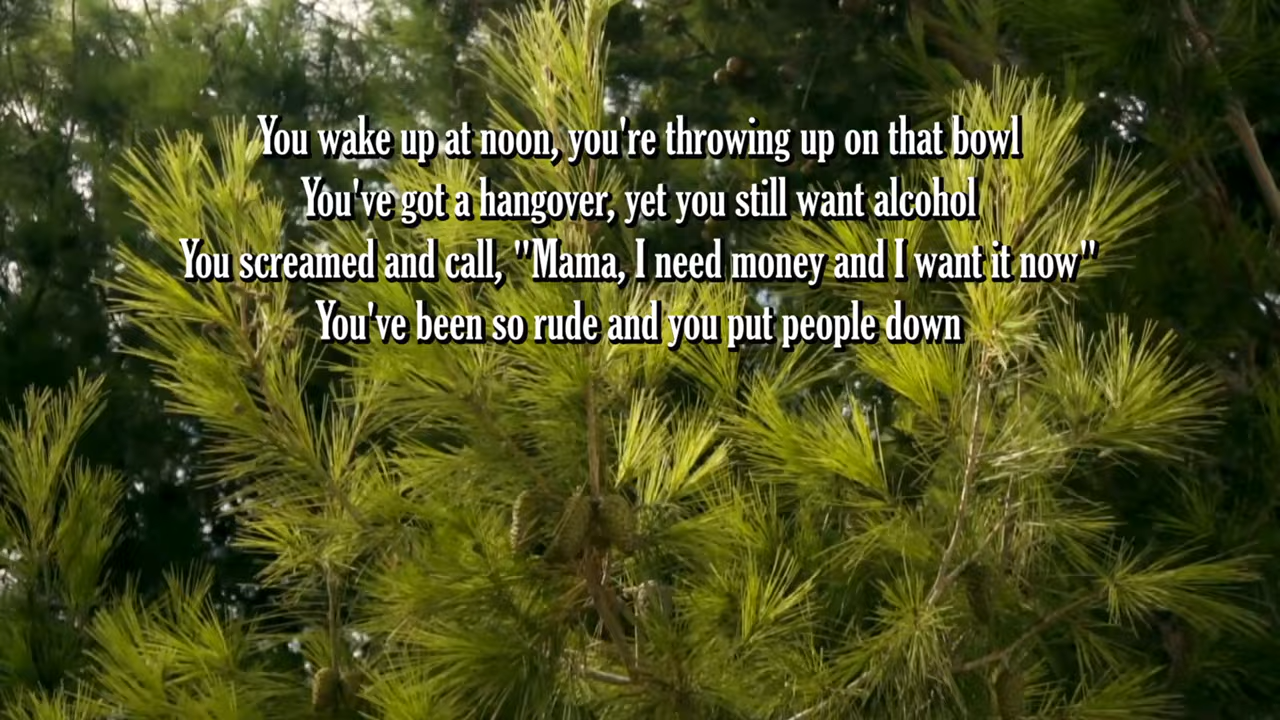 You wake up at noon, you're throwing up on that bowl
You've got a hangover, yet you still want alcohol
You screamed and call, "Mama, I need money and I want it now"
You've been so rude and you put people down